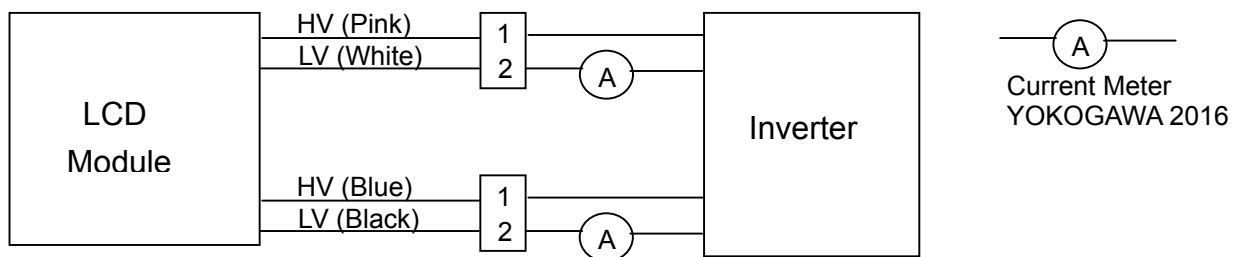 HV (Pink)
LV (White)
1
2
A
LCD
Module
Inverter
HV (Blue)
LV (Black)
1
2
A
A
Current Meter
YOKOGAWA 2016